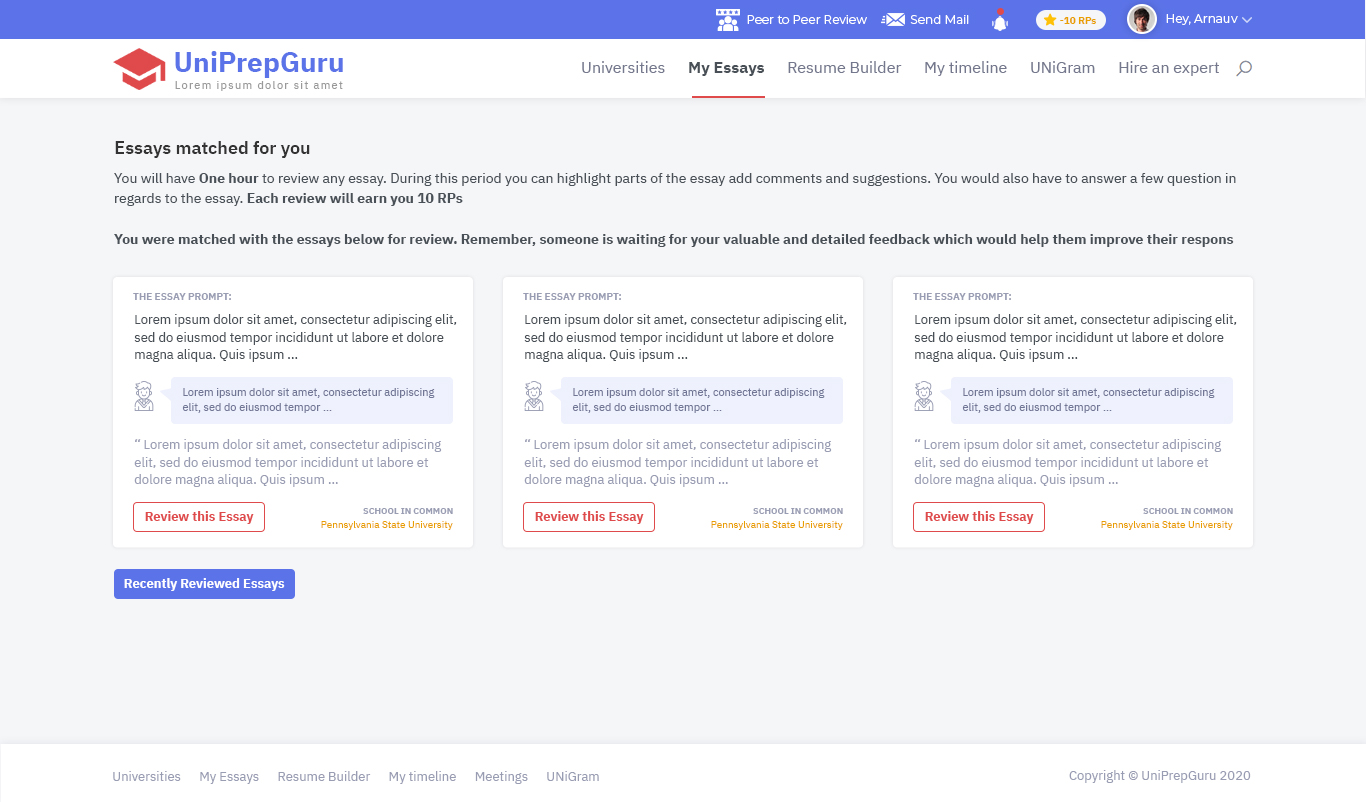 Peer to Peer Review Send Mail -10 RPs Hey, Arnauv
UniPrepGuru
Lorem ipsum dolor sit amet
Universities My Essays Resume Builder My timeline UNiGram Hire an expert
Essays matched for you
You will have One hour to review any essay. During this period you can highlight parts of the essay add comments and suggestions. You would also have to answer a few question in
regards to the essay. Each review will earn you 10 RPs
You were matched with the essays below for review. Remember, someone is waiting for your valuable and detailed feedback which would help them improve their respons
THE ESSAY PROMPT:
Lorem ipsum dolor sit amet, consectetur adipiscing elit,
sed do eiusmod tempor incididunt ut labore et dolore
magna aliqua. Quis ipsum ...
Lorem ipsum dolor sit amet, consectetur adipiscing
elit, sed do eiusmod tempor ...
“ Lorem ipsum dolor sit amet, consectetur adipiscing
elit, sed do eiusmod tempor incididunt ut labore et
dolore magna aliqua. Quis ipsum ...
Review this Essay
SCHOOL IN COMMON
Pennsylvania State University
THE ESSAY PROMPT:
Lorem ipsum dolor sit amet, consectetur adipiscing elit,
sed do eiusmod tempor incididunt ut labore et dolore
magna aliqua. Quis ipsum ...
Lorem ipsum dolor sit amet, consectetur adipiscing
elit, sed do eiusmod tempor ...
“ Lorem ipsum dolor sit amet, consectetur adipiscing
elit, sed do eiusmod tempor incididunt ut labore et
dolore magna aliqua. Quis ipsum ...
Review this Essay
SCHOOL IN COMMON
Pennsylvania State University
THE ESSAY PROMPT:
Lorem ipsum dolor sit amet, consectetur adipiscing elit,
sed do eiusmod tempor incididunt ut labore et dolore
magna aliqua. Quis ipsum ...
Lorem ipsum dolor sit amet, consectetur adipiscing
elit, sed do eiusmod tempor ...
“ Lorem ipsum dolor sit amet, consectetur adipiscing
elit, sed do eiusmod tempor incididunt ut labore et
dolore magna aliqua. Quis ipsum ...
Review this Essay
SCHOOL IN COMMON
Pennsylvania State University
Recently Reviewed Essays
Universities My Essays Resume Builder My timeline Meetings UNiGram
Copyright © UniPrepGuru 2020